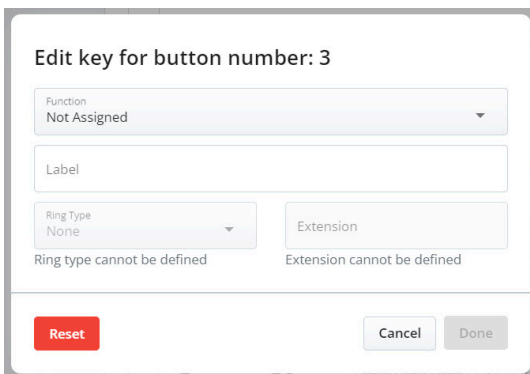 Edit key for button number: 3
Function
Not Assigned
Label
Ring Type
None
Extension
Ring type cannot be defined
Extension cannot be defined
Reset
Cancel
Done